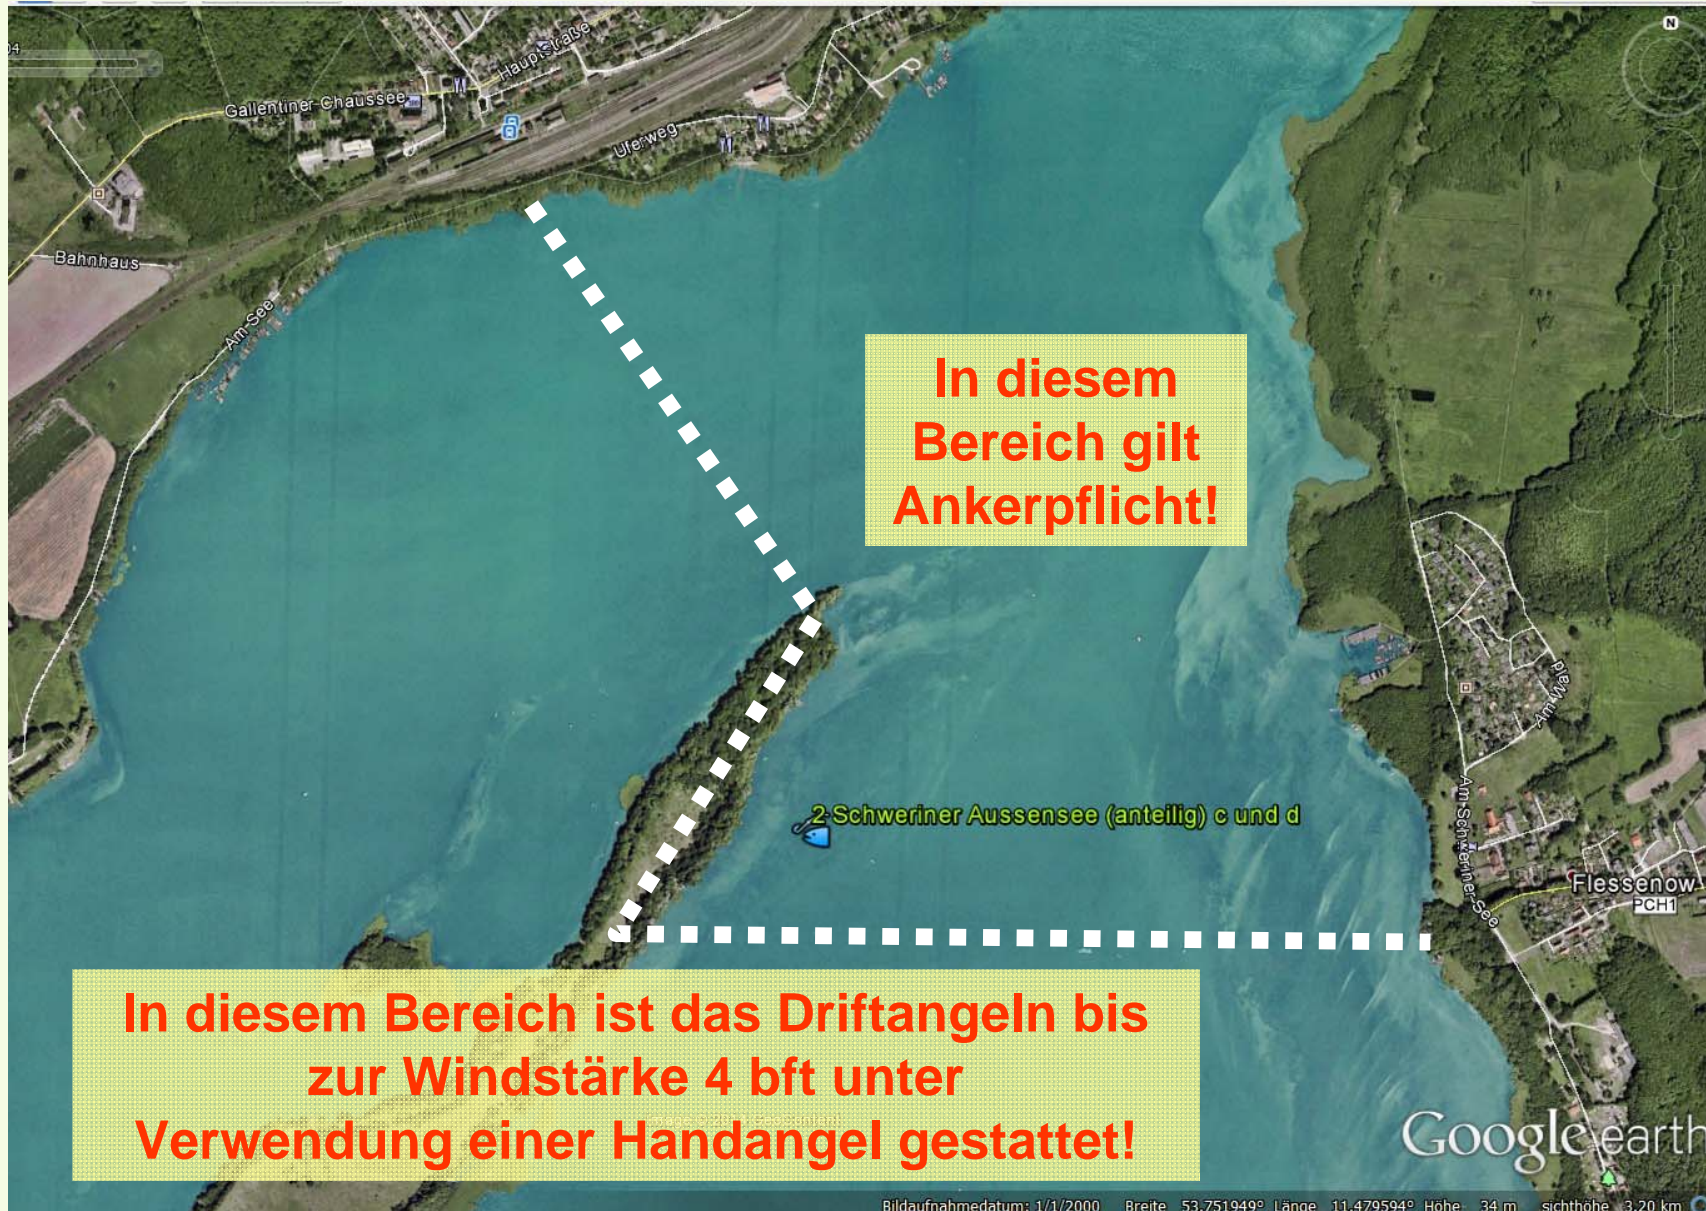 N
Hauptstraße
Gallentiner Chaussee
Uferweg
Bahnhaus
Am See
In diesem
Bereich gilt
Ankerpflicht!
2 Schweriner Aussensee (anteilig) c und d
Am Schweriner See
Flessenow
PCH1
In diesem Bereich ist das Driftangeln bis
zur Windstärke 4 bft unter
Verwendung einer Handangel gestattet!
Google earth
Bildaufnahmedatum: 1/1/2000 Breite 53.751949° Länge 11.479594° Höhe 34 m sichthöhe 3.20 km